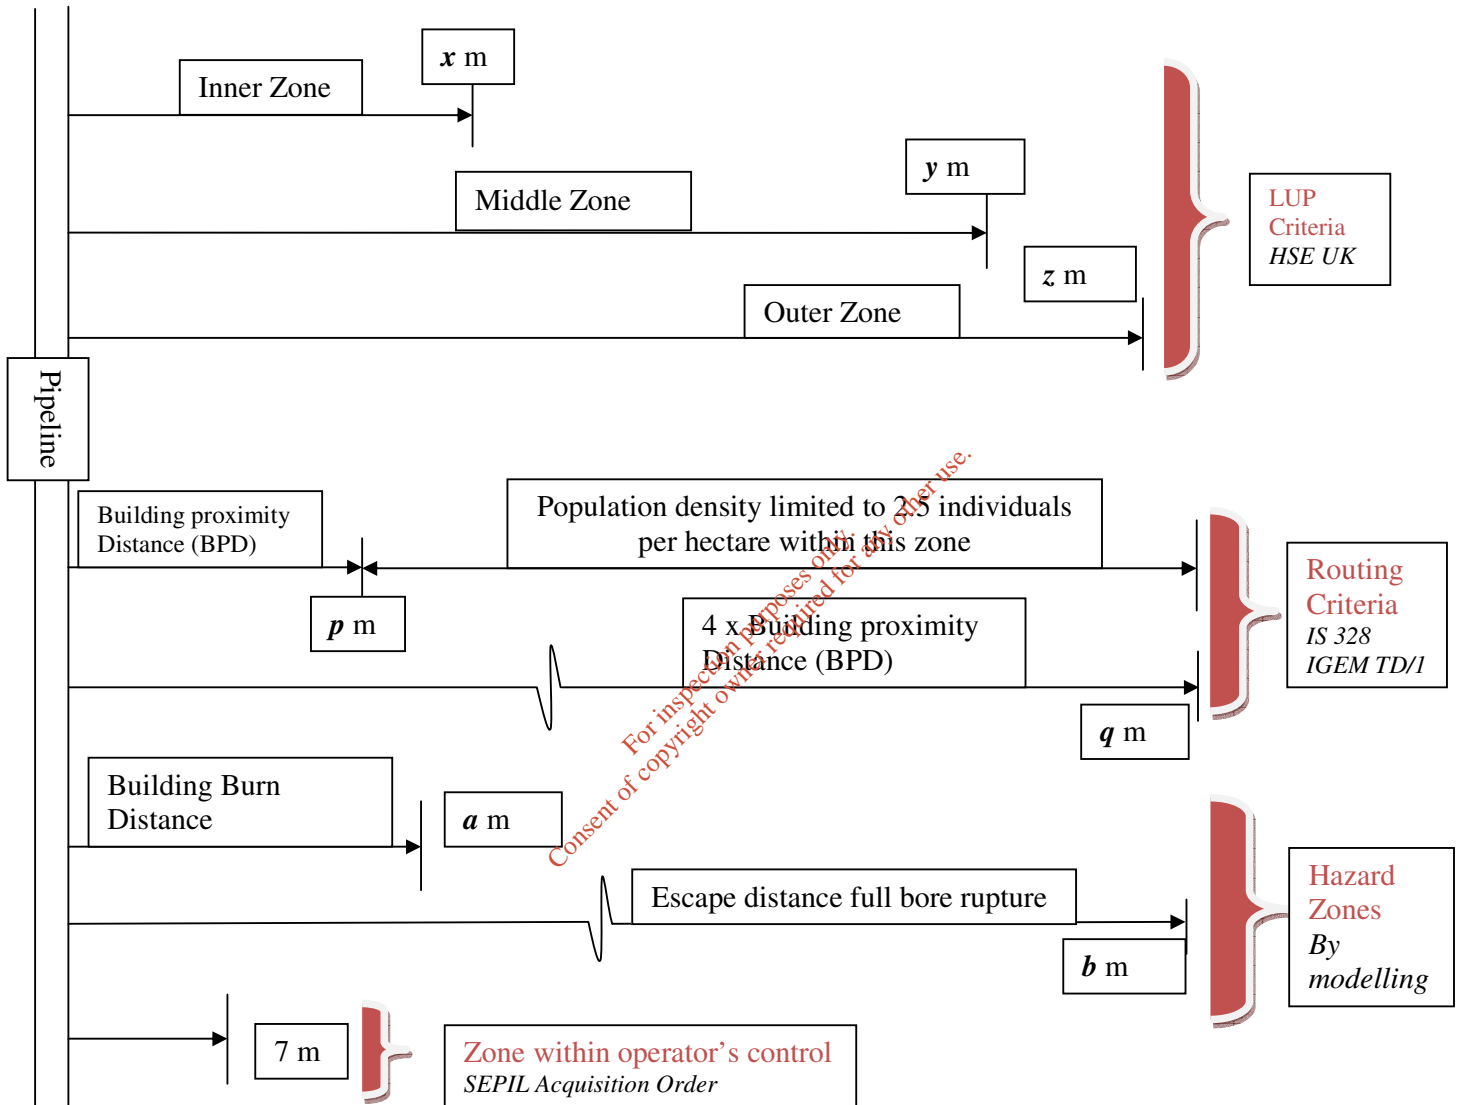 x m
Inner Zone
y m
Middle Zone
LUP
Criteria
HSE UK
z m
Outer Zone
Pipeline
Building proximity
Distance (BPD)
Population density limited to 2.5 individuals
per hectare within this zone
p m
4 x Building proximity
Distance (BPD)
Routing
Criteria
IS 328
IGEM TD/1
q m
Building Burn
Distance
a m
Escape distance full bore rupture
b m
Hazard
Zones
By
modelling
7 m
Zone within operator’s control
SEPIL Acquisition Order
For inspection purposes only.
Consent of copyright owner required for any other use.